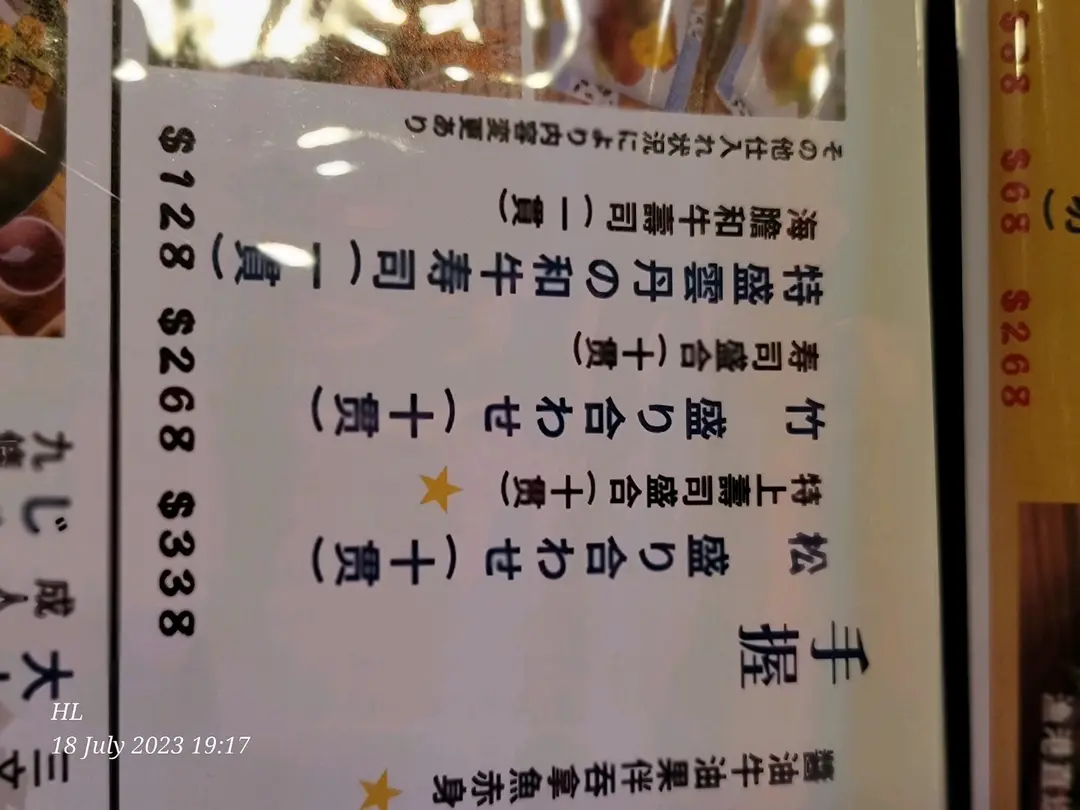 醬油牛油果伴吞拿魚赤身
手握
松 盛り合わせ(十貫) $338
特上壽司盛合(十貫)
竹 盛り合わせ(十貫) $268
寿司盛合(十貫)
特盛雲丹の和牛寿司(一貫) $128
海膽和牛壽司(一貫)
その他仕入れ状況により内容変更あり
$68
$268
HL
18 July 2023 19:17